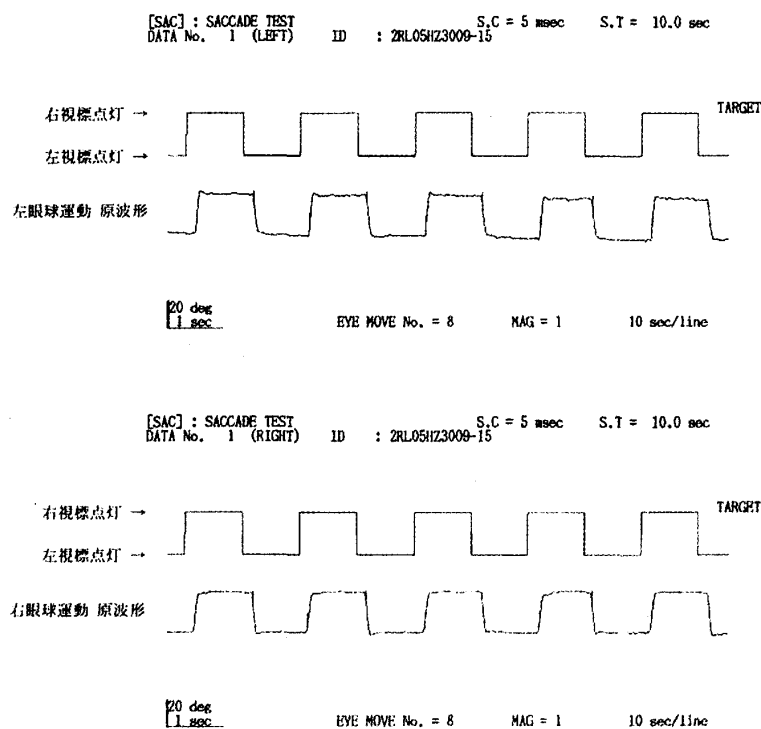 [SAC] : SACCADE TEST S.C = 5 msec S.T = 10.0 sec
DATA No. 1 (LEFT) ID : 2RL05HZ3009-15
右視標点灯 → TARGET
左視標点灯 →
左眼球運動 原波形
20 deg
1 sec EYE MOVE No. = 8 MAG = 1 10 sec/line
[SAC] : SACCADE TEST S.C = 5 msec S.T = 10.0 sec
DATA No. 1 (RIGHT) ID : 2RL05HZ3009-15
右視標点灯 → TARGET
左視標点灯 →
右眼球運動 原波形
20 deg
1 sec EYE MOVE No. = 8 MAG = 1 10 sec/line